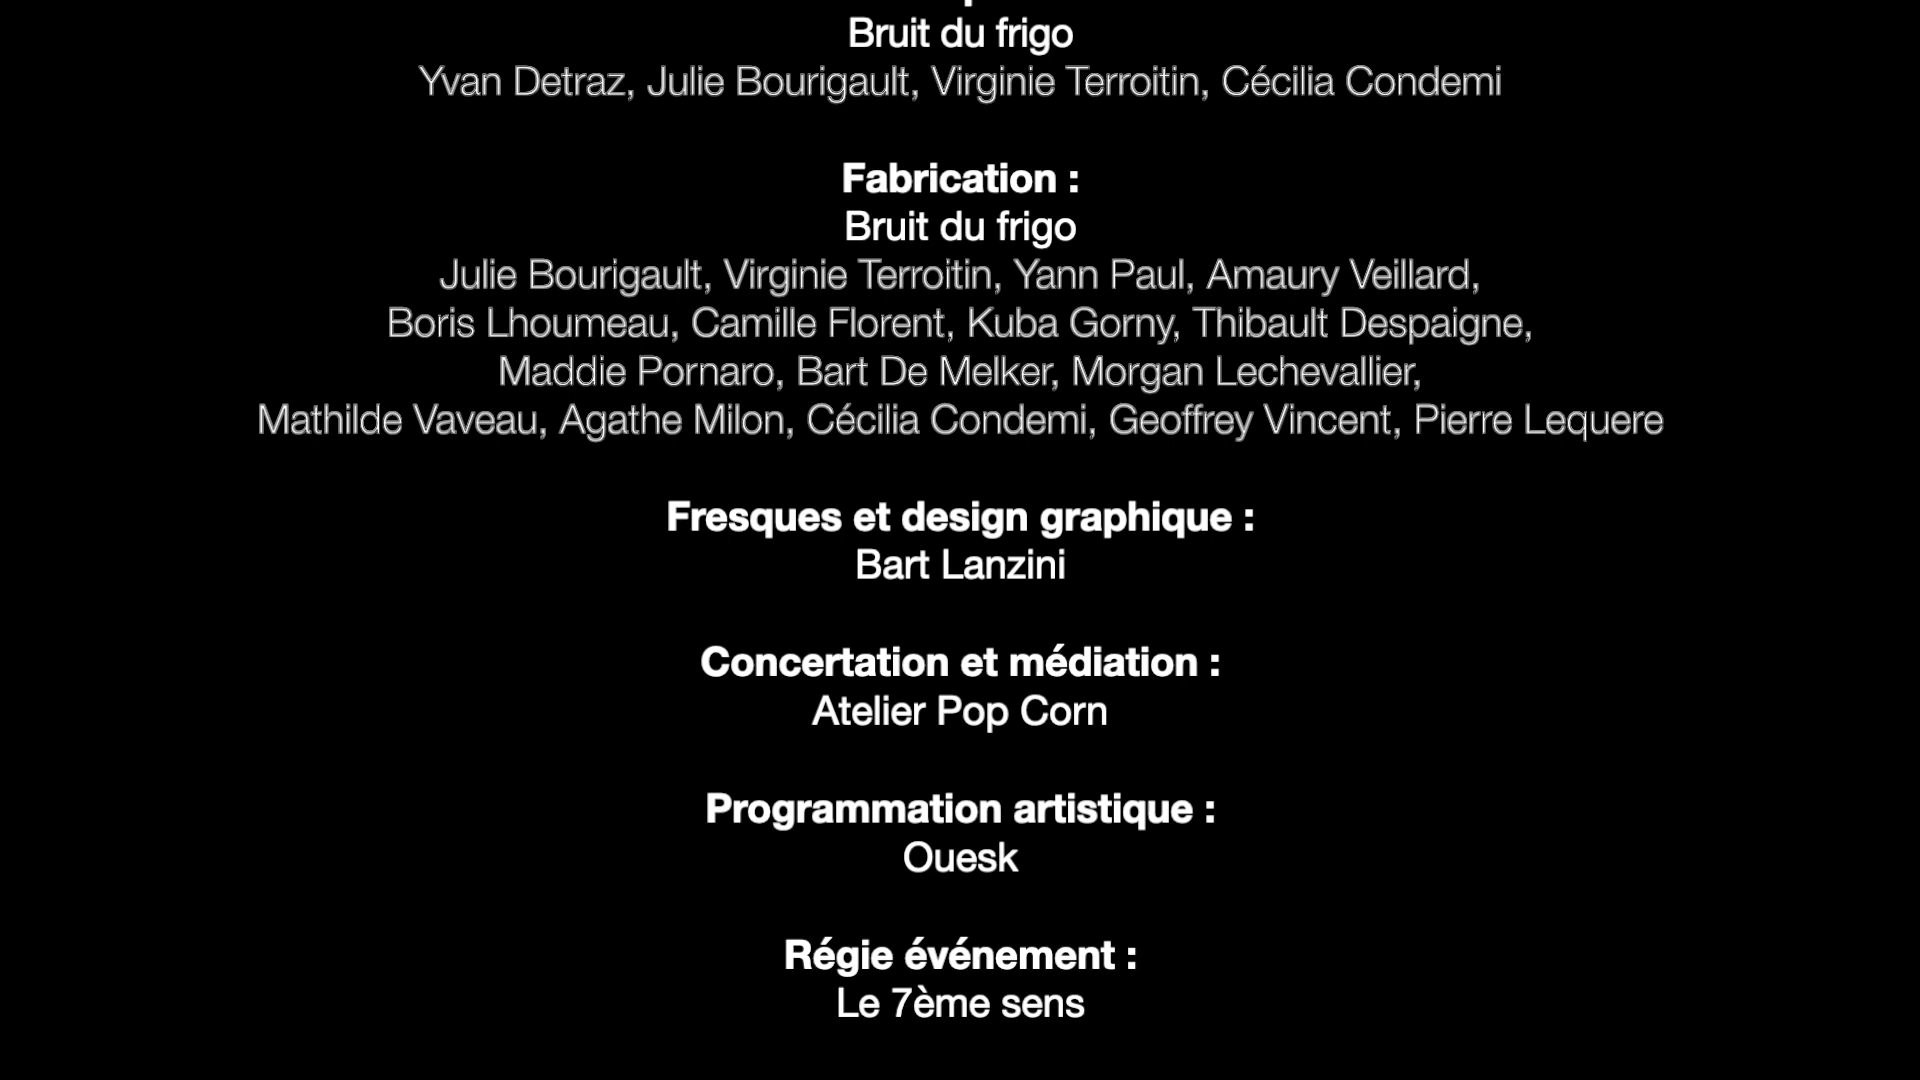 Bruit du frigo
Yvan Detraz, Julie Bourigault, Virginie Terroitin, Cécilia Condemi
Fabrication :
Bruit du frigo
Julie Bourigault, Virginie Terroitin, Yann Paul, Amaury Veillard,
Boris Lhoumeau, Camille Florent, Kuba Gorny, Thibault Despaigne,
Maddie Pornaro, Bart De Melker, Morgan Lechevallier,
Mathilde Vaveau, Agathe Milon, Cécilia Condemi, Geoffrey Vincent, Pierre Lequere
Fresques et design graphique :
Bart Lanzini
Concertation et médiation :
Atelier Pop Corn
Programmation artistique :
Ouesk
Régie événement :
Le 7ème sens